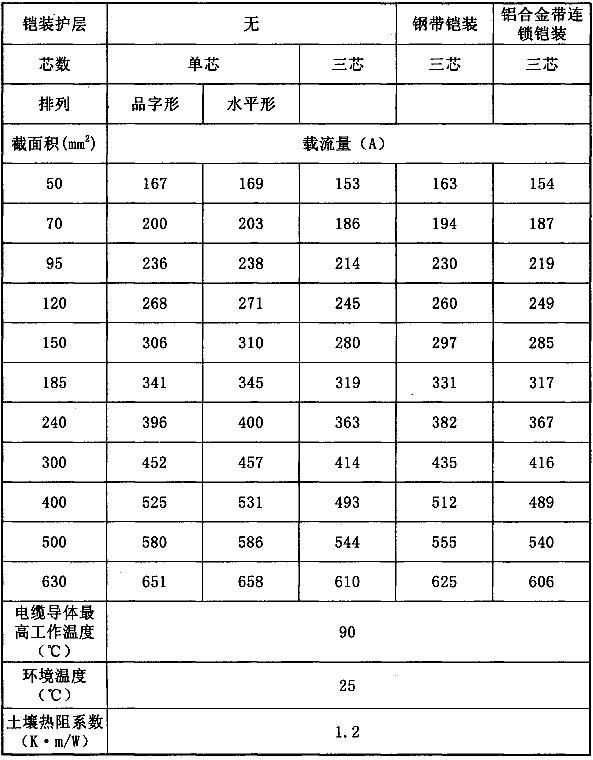 铠装护层 无 钢带铠装 铝合金带连
锁铠装
芯数 单芯 三芯 三芯 三芯
排列 品字形 水平形
截面积(mm²) 载流量(A)
50 167 169 153 163 154
70 200 203 186 194 187
95 236 238 214 230 219
120 268 271 245 260 249
150 306 310 280 297 285
185 341 345 319 331 317
240 396 400 363 382 367
300 452 457 414 435 416
400 525 531 493 512 489
500 580 586 544 555 540
630 651 658 610 625 606
电缆导体最
高工作温度
(℃)
90
环境温度
(℃)
25
土壤热阻系数
(K·m/W)
1.2